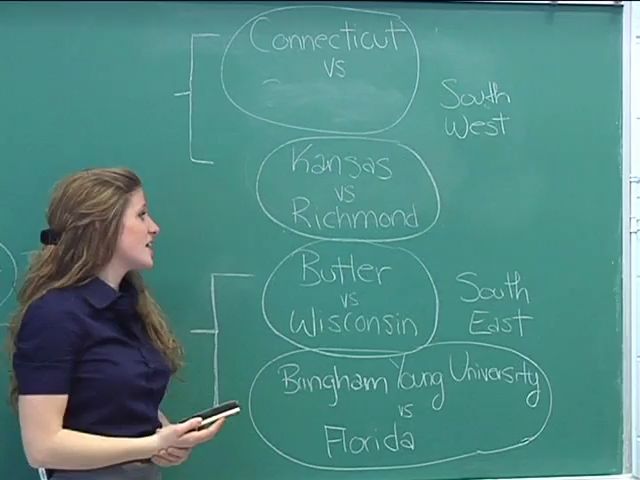 Connecticut
vs
South
West
Kansas
vs
Richmond
Butler
vs
Wisconsin
South
East
Bingham Young University
vs
Florida